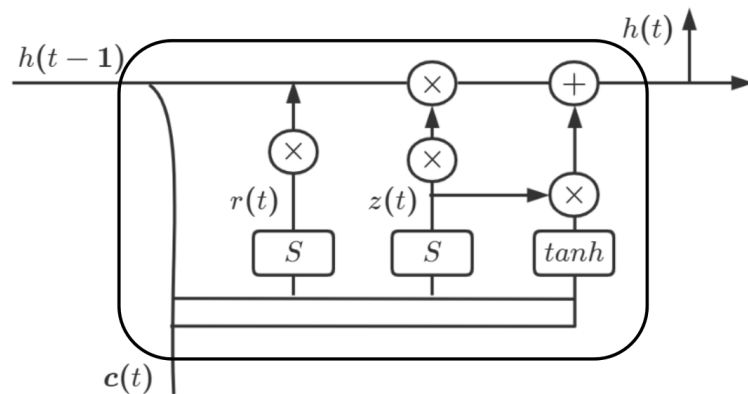 h(t)
h(t − 1)
× +
× ×
r(t) z(t) ×
S S tanh
c(t)